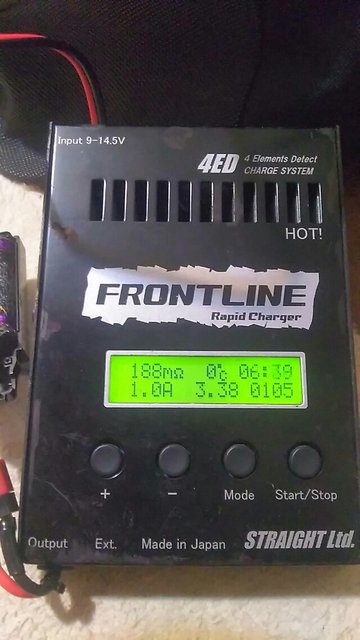 Input 9-14.5V
4ED 4 Elements Detect
CHARGE SYSTEM
HOT!
FRONTLINE
Rapid Charger
188mΩ 0℃ 06:39
1.0A 3.38 0105
+ − Mode Start/Stop
Output Ext. Made in Japan STRAIGHT Ltd.